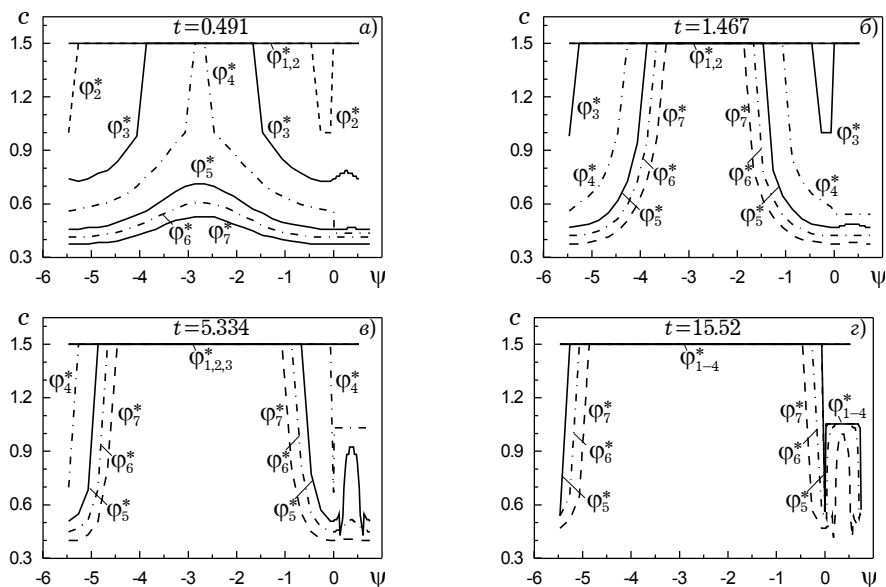 c t=0.491 а)
1.5
φ*1,2
φ*2 φ*4
1.2
φ*3 φ*3 φ*2
0.9
φ*5
0.6
φ*6 φ*7
0.3
-6 -5 -4 -3 -2 -1 0 ψ
c t=1.467 б)
1.5
φ*1,2
1.2
φ*3 φ*7 φ*7 φ*3
0.9
φ*4 φ*6 φ*6 φ*4
0.6
φ*5 φ*5
0.3
-6 -5 -4 -3 -2 -1 0 ψ
c t=5.334 в)
1.5
φ*4 φ*1,2,3 φ*4
1.2
φ*7 φ*7
0.9
φ*6 φ*6
0.6
φ*5 φ*5
0.3
-6 -5 -4 -3 -2 -1 0 ψ
c t=15.52 г)
1.5
φ*1–4
1.2
φ*7 φ*7 φ*1–4
0.9
φ*6 φ*6
0.6
φ*5 φ*5
0.3
-6 -5 -4 -3 -2 -1 0 ψ